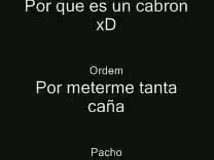 Por que es un cabron
xD
Ordem
Por meterme tanta
caña
Pacho